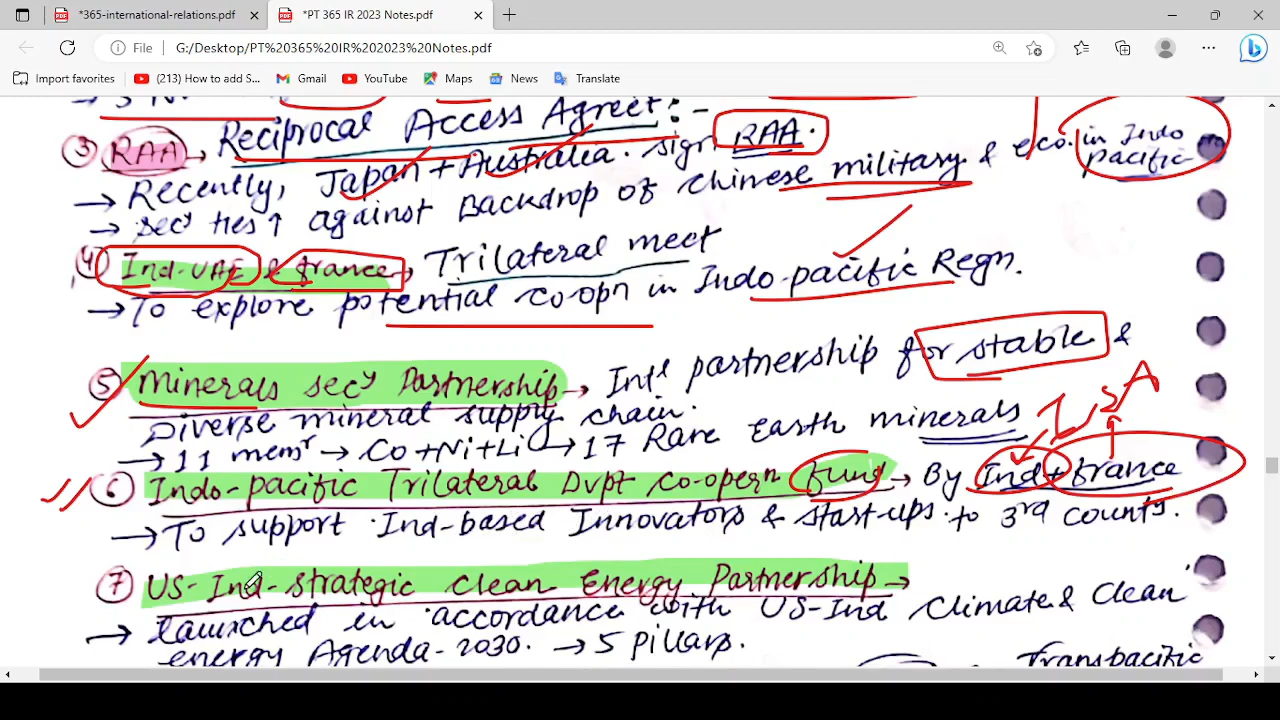 *365-international-relations.pdf
*PT 365 IR 2023 Notes.pdf
File G:/Desktop/PT%20365%20IR%202023%20Notes.pdf
Import favorites (213) How to add S... Gmail YouTube Maps News Translate
③ RAA → Reciprocal Access Agreet :-
→ Recently, Japan + Australia sign RAA.
→ secy ties ↑ against Backdrop of Chinese military & eco. in Indo
pacific
④ Ind-UAE & france → Trilateral meet
→ To explore potential co-opn in Indo-pacific Regn.
⑤ Minerals secy Partnership → Intl partnership for stable &
Diverse mineral supply chain.
→ 11 memr → Co+Ni+Li → 17 Rare Earth minerals
⑥ Indo-pacific Trilateral Dvpt co-opern fund → By Ind + france
→ To support Ind-based Innovators & start-ups to 3rd counts.
⑦ US-Ind-strategic Clean Energy Partnership →
→ launched in accordance with US-Ind Climate & Clean
energy Agenda-2030. → 5 pillars.
Transpacific